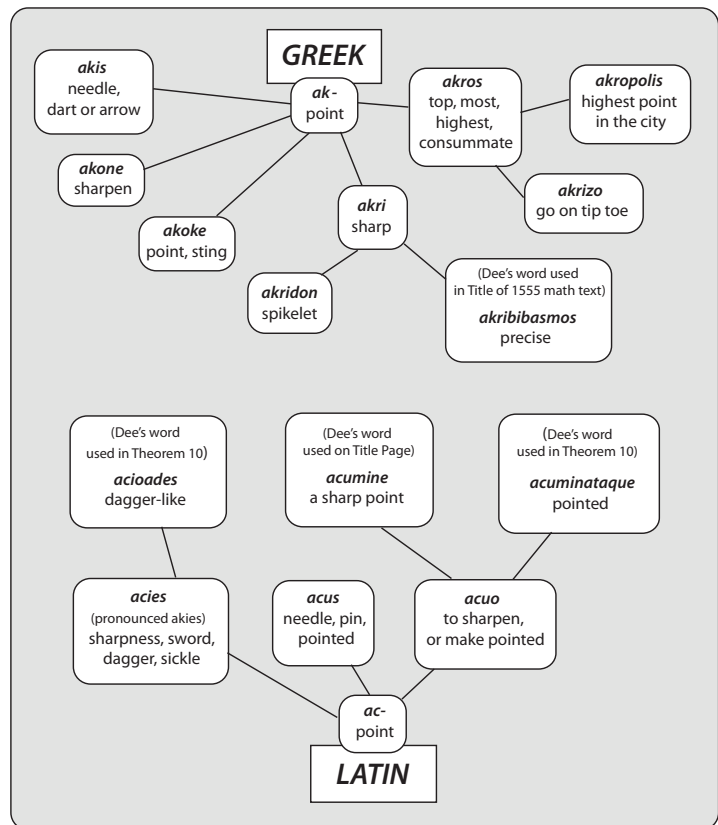 GREEK
ak-
point
akis
needle,
dart or arrow
akros
top, most,
highest,
consummate
akropolis
highest point
in the city
akone
sharpen
akoke
point, sting
akri
sharp
akrizo
go on tip toe
akridon
spikelet
(Dee's word used
in Title of 1555 math text)
akribibasmos
precise
(Dee's word
used in Theorem 10)
acioades
dagger-like
(Dee's word
used on Title Page)
acumine
a sharp point
(Dee's word
used in Theorem 10)
acuminataque
pointed
acies
(pronounced akies)
sharpness, sword,
dagger, sickle
acus
needle, pin,
pointed
acuo
to sharpen,
or make pointed
ac-
point
LATIN